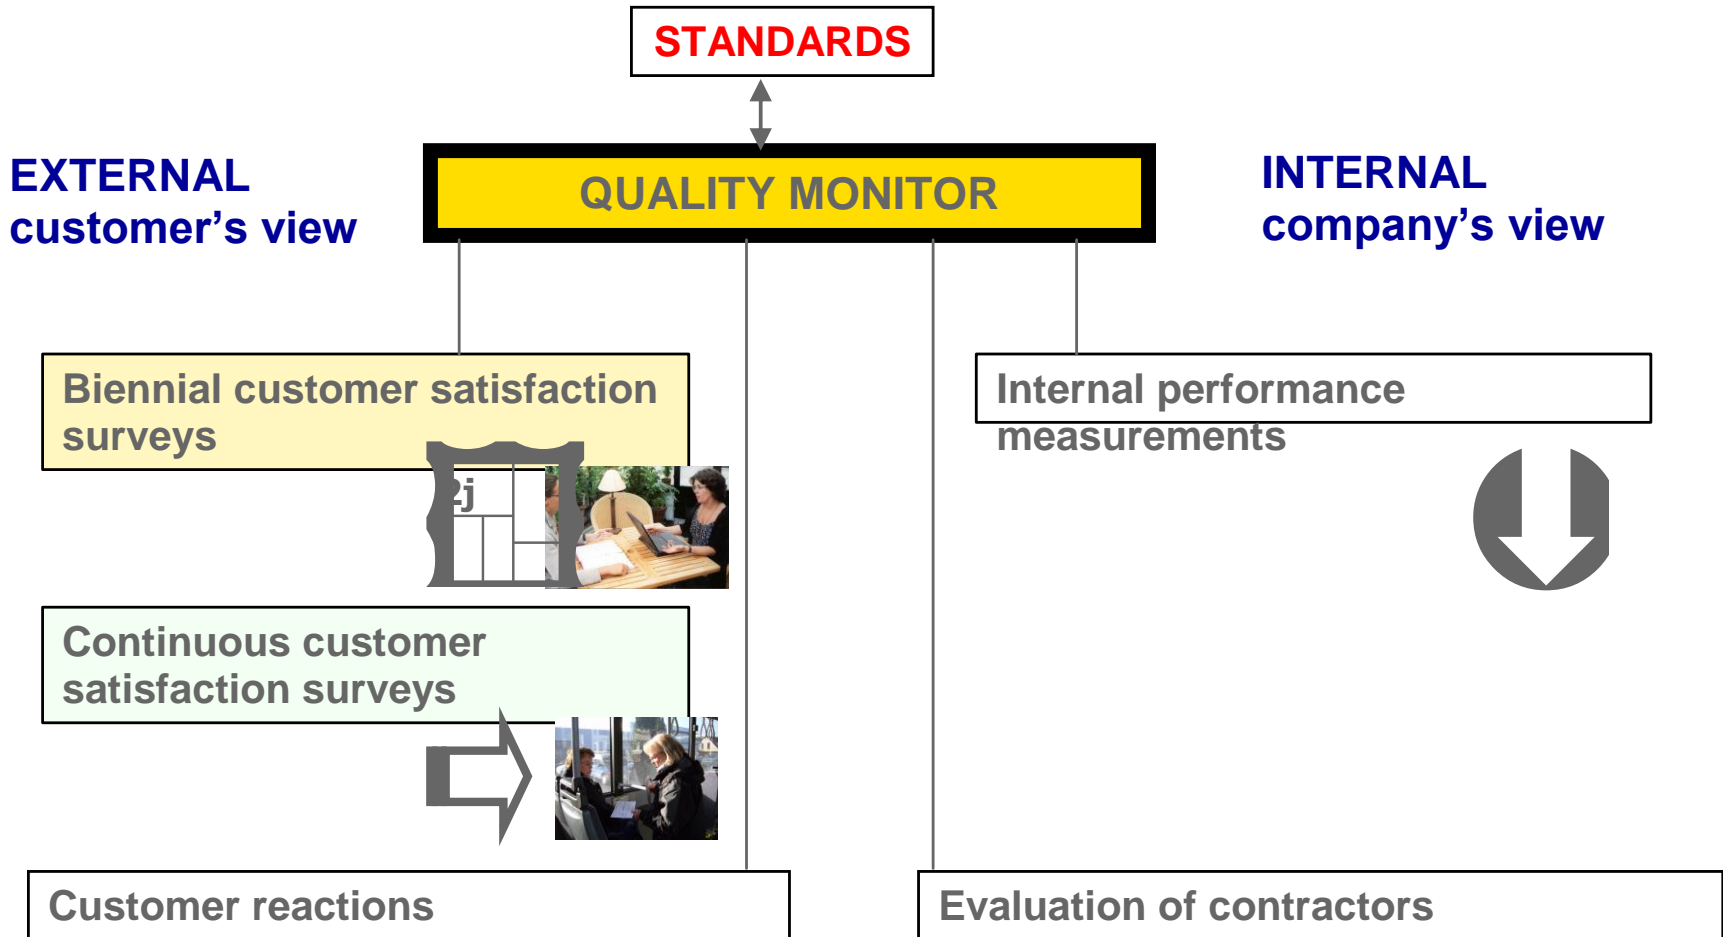 STANDARDS
EXTERNAL
customer’s view
QUALITY MONITOR
INTERNAL
company’s view
Biennial customer satisfaction
surveys
Internal performance
measurements
2j
Continuous customer
satisfaction surveys
Customer reactions
Evaluation of contractors